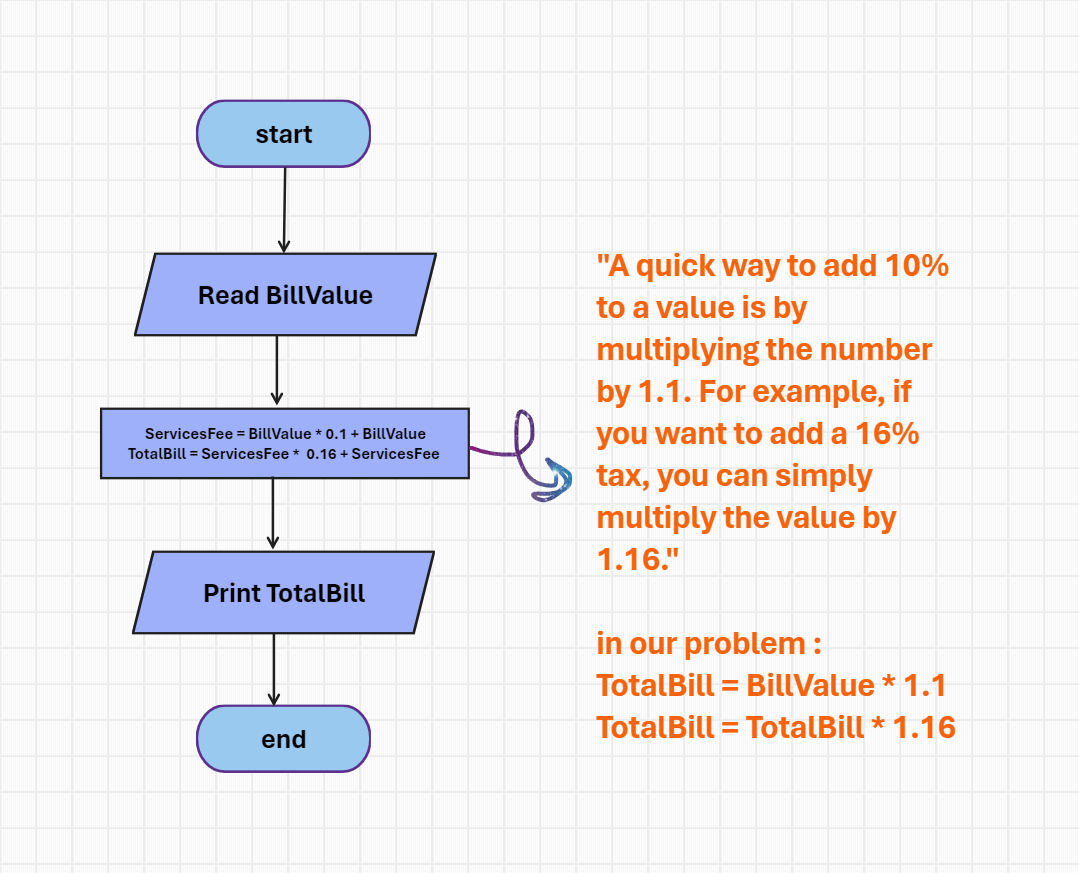 start
Read BillValue
ServicesFee = BillValue * 0.1 + BillValue
TotalBill = ServicesFee * 0.16 + ServicesFee
Print TotalBill
end
"A quick way to add 10%
to a value is by
multiplying the number
by 1.1. For example, if
you want to add a 16%
tax, you can simply
multiply the value by
1.16."
in our problem :
TotalBill = BillValue * 1.1
TotalBill = TotalBill * 1.16